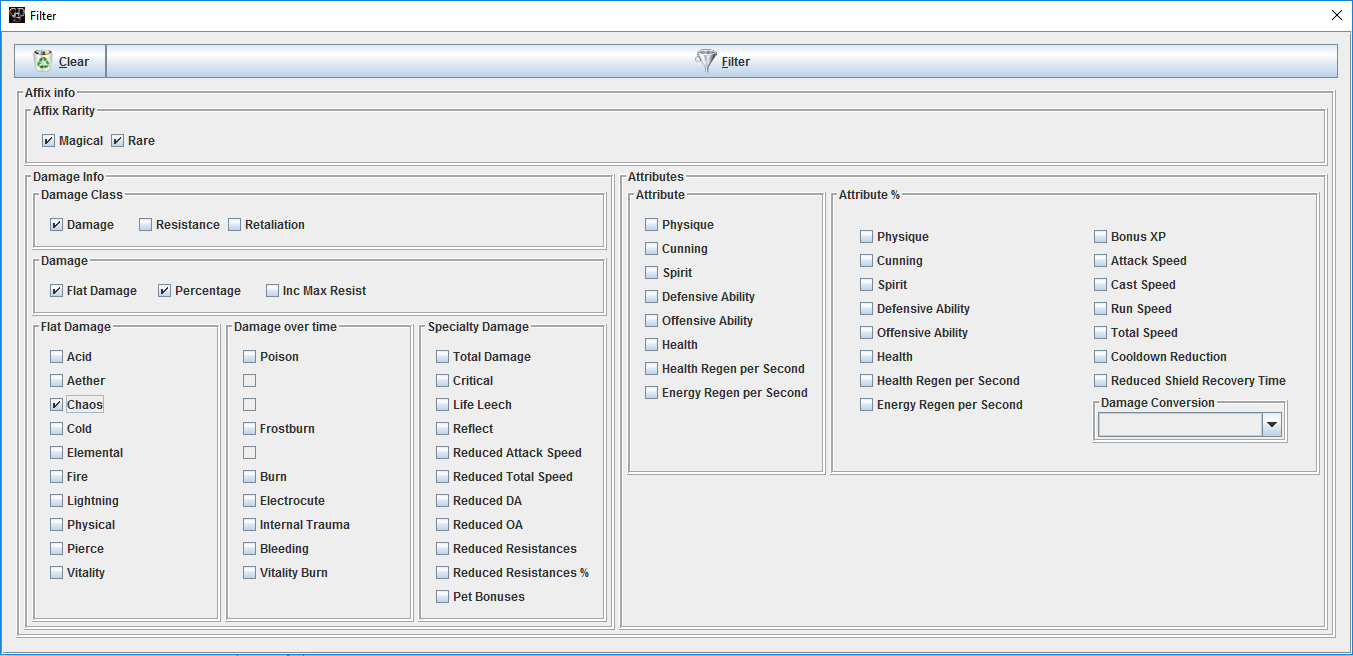 Filter
Clear
Filter
Affix info
Affix Rarity
Magical
Rare
Damage Info
Damage Class
Damage
Resistance
Retaliation
Damage
Flat Damage
Percentage
Inc Max Resist
Flat Damage
Acid
Aether
Chaos
Cold
Elemental
Fire
Lightning
Physical
Pierce
Vitality
Damage over time
Poison
Frostburn
Burn
Electrocute
Internal Trauma
Bleeding
Vitality Burn
Specialty Damage
Total Damage
Critical
Life Leech
Reflect
Reduced Attack Speed
Reduced Total Speed
Reduced DA
Reduced OA
Reduced Resistances
Reduced Resistances %
Pet Bonuses
Attributes
Attribute
Physique
Cunning
Spirit
Defensive Ability
Offensive Ability
Health
Health Regen per Second
Energy Regen per Second
Attribute %
Physique
Cunning
Spirit
Defensive Ability
Offensive Ability
Health
Health Regen per Second
Energy Regen per Second
Bonus XP
Attack Speed
Cast Speed
Run Speed
Total Speed
Cooldown Reduction
Reduced Shield Recovery Time
Damage Conversion